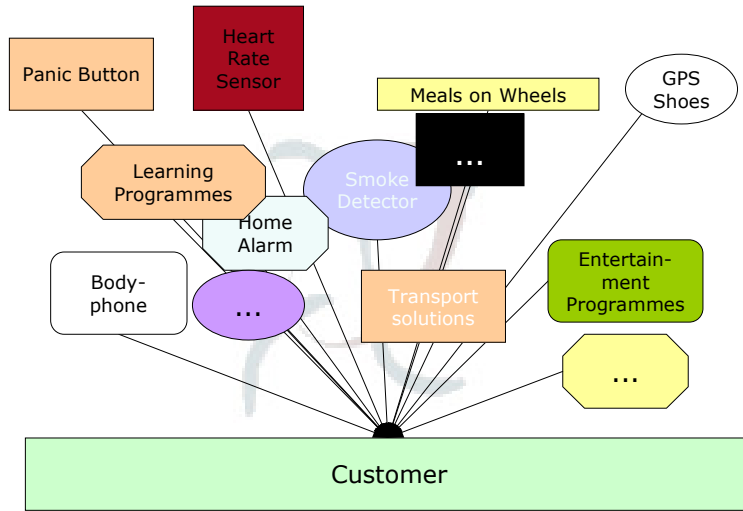 Heart
Rate
Sensor
Panic Button
GPS
Shoes
Meals on Wheels
...
Learning
Programmes
Smoke
Detector
Home
Alarm
Body-
phone
...
Transport
solutions
Entertain-
ment
Programmes
...
Customer